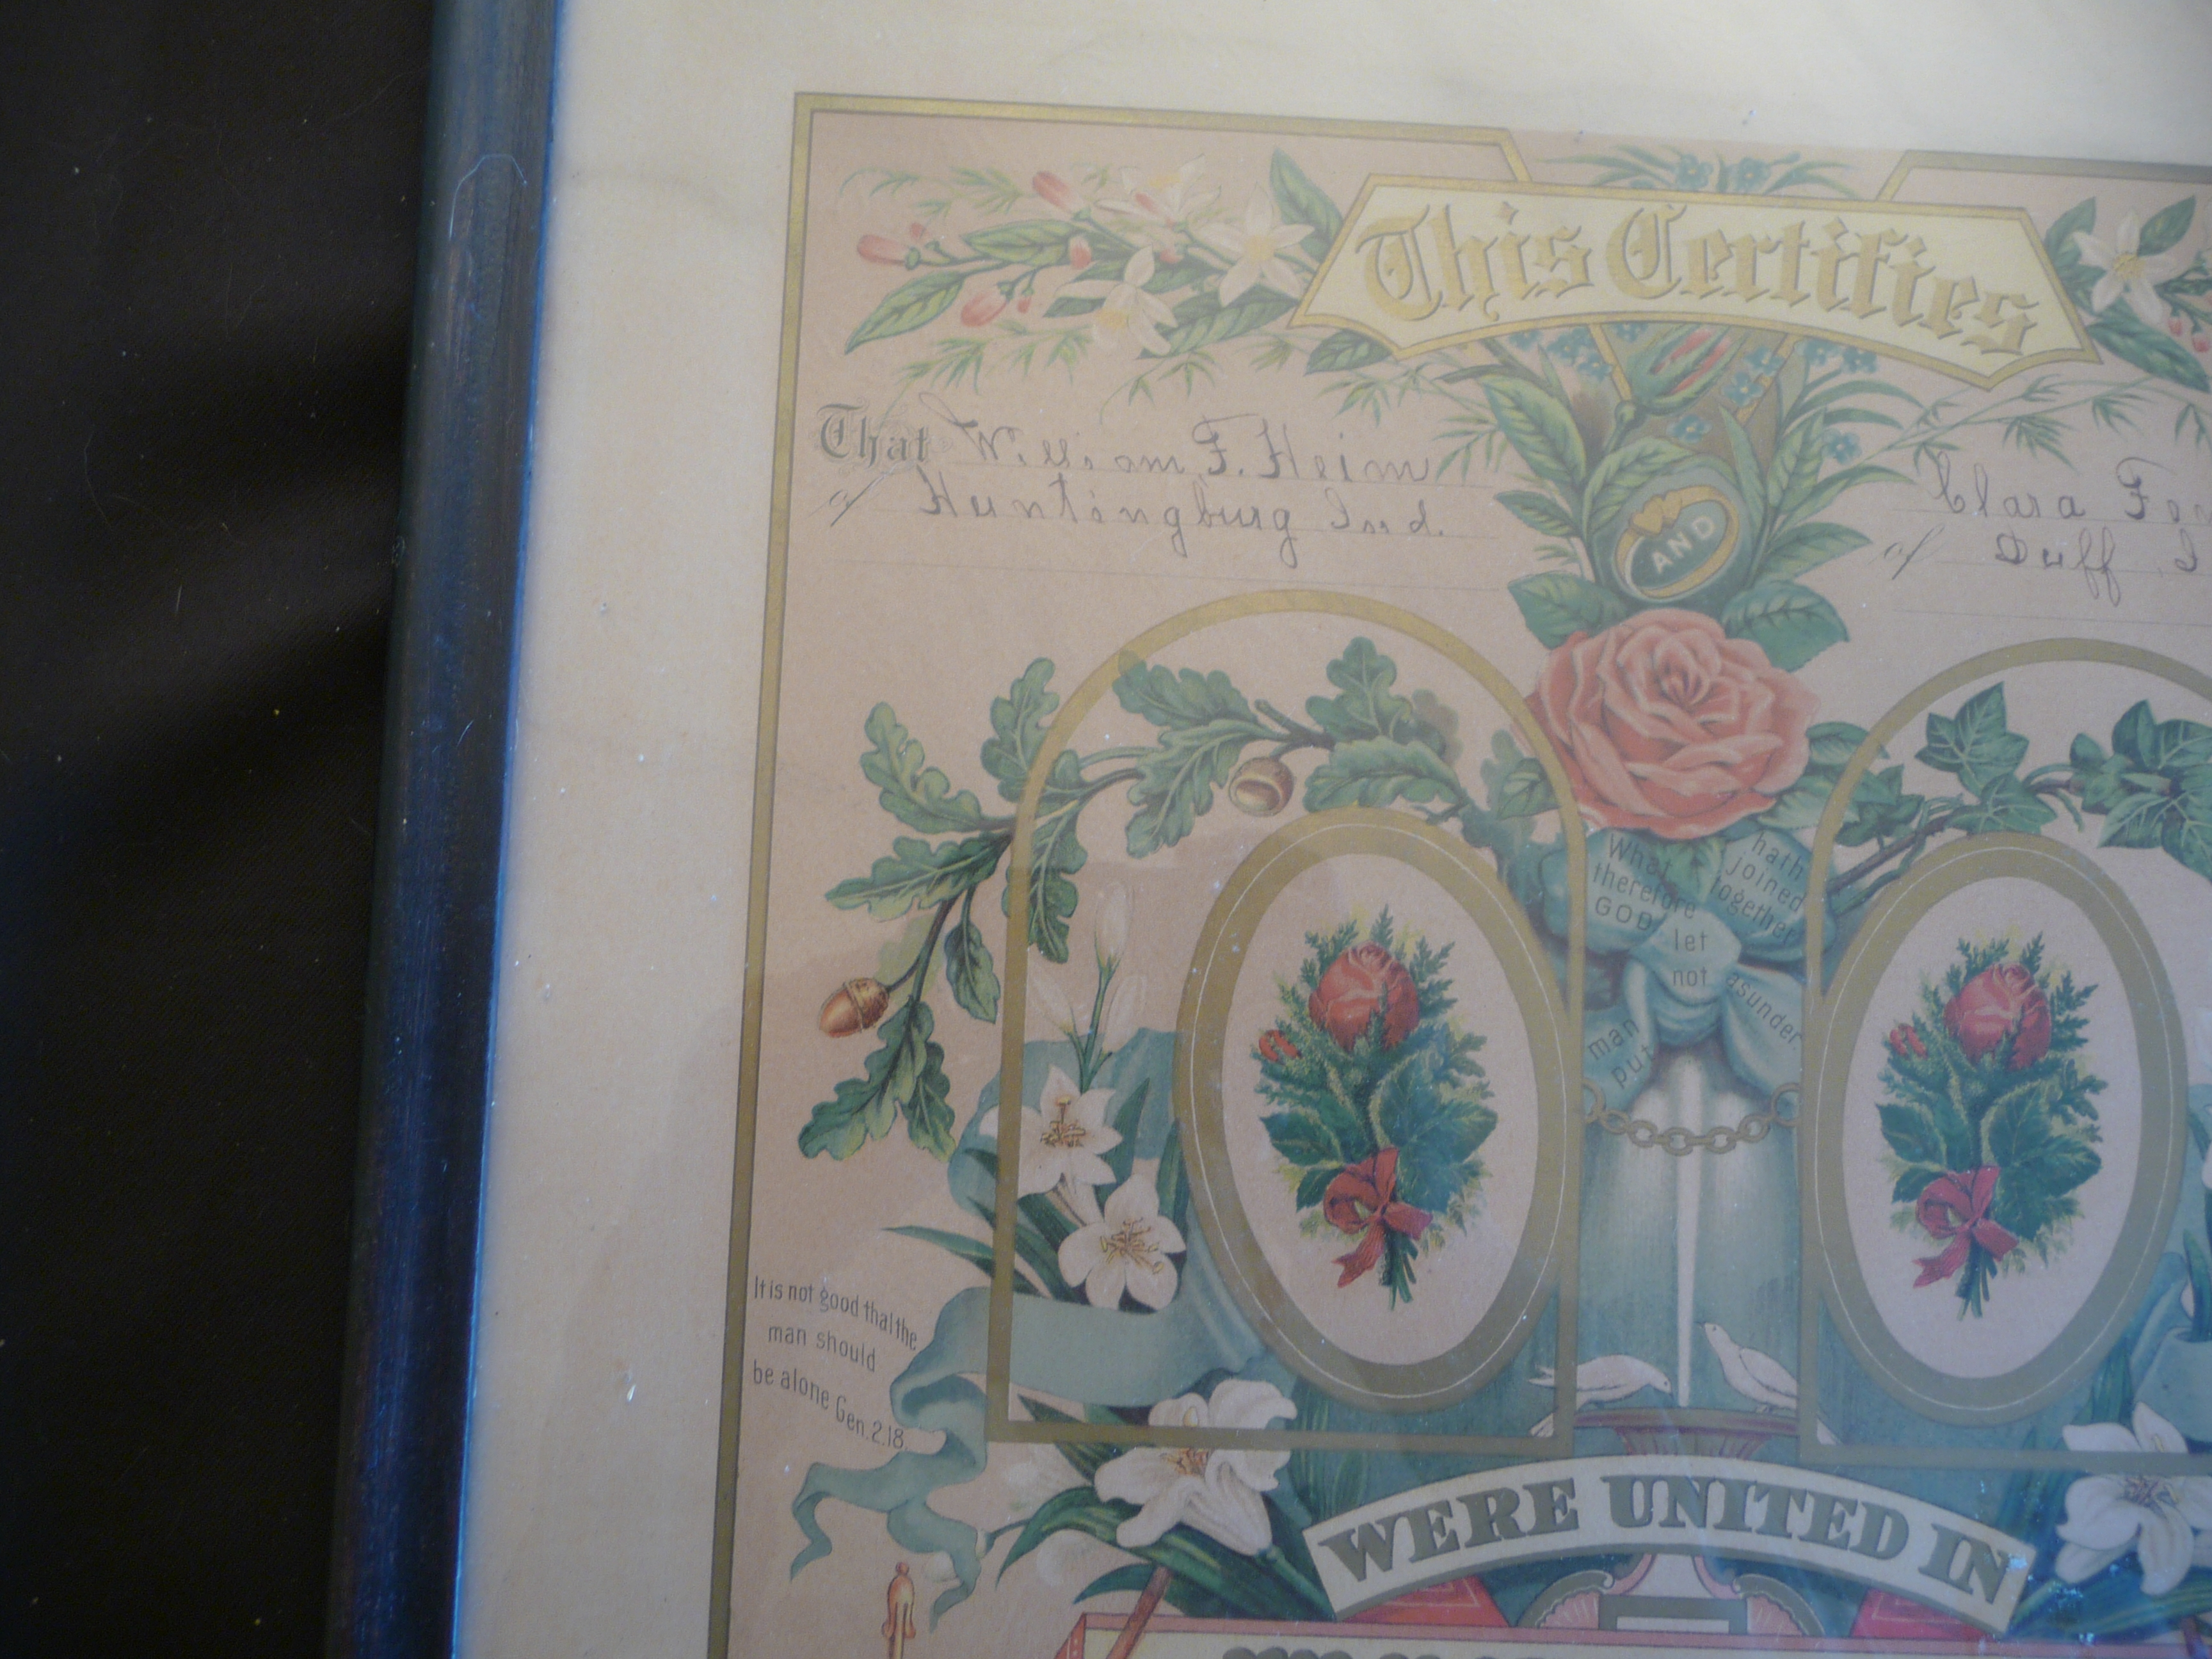 This Certifies
That William F. Heim
of Huntingburg Ind.
AND
Clara
of Duff
What therefore GOD hath joined together
let not
man put asunder
It is not good that the
man should
be alone Gen. 2.18.
WERE UNITED IN